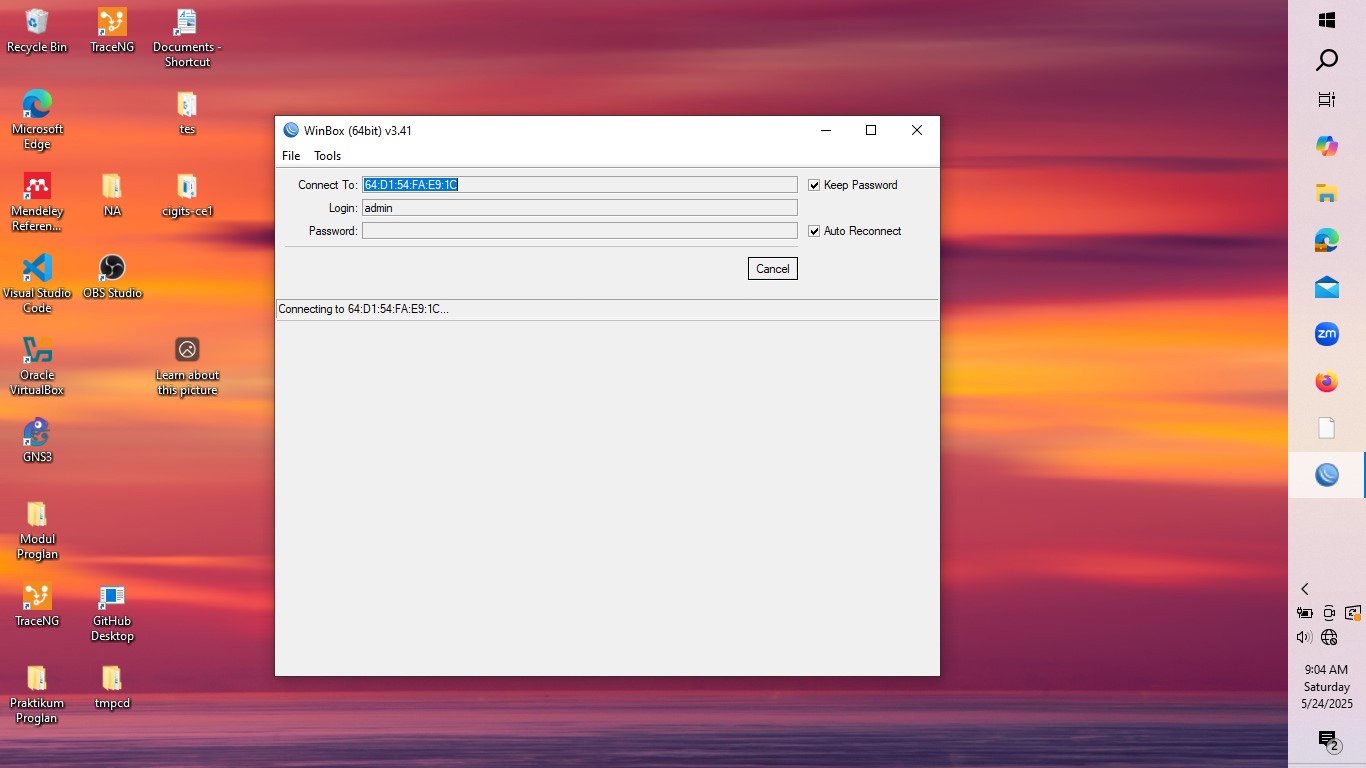 Recycle Bin
TraceNG
Documents -
Shortcut
Microsoft
Edge
tes
Mendeley
Referen...
NA
cigits-ce1
Visual Studio
Code
OBS Studio
Oracle
VirtualBox
Learn about
this picture
GNS3
Modul
Proglan
TraceNG
GitHub
Desktop
Praktikum
Proglan
tmpcd
WinBox (64bit) v3.41
File Tools
Connect To: 64:D1:54:FA:E9:1C Keep Password
Login: admin
Password: Auto Reconnect
Cancel
Connecting to 64:D1:54:FA:E9:1C...
zm
9:04 AM
Saturday
5/24/2025
2